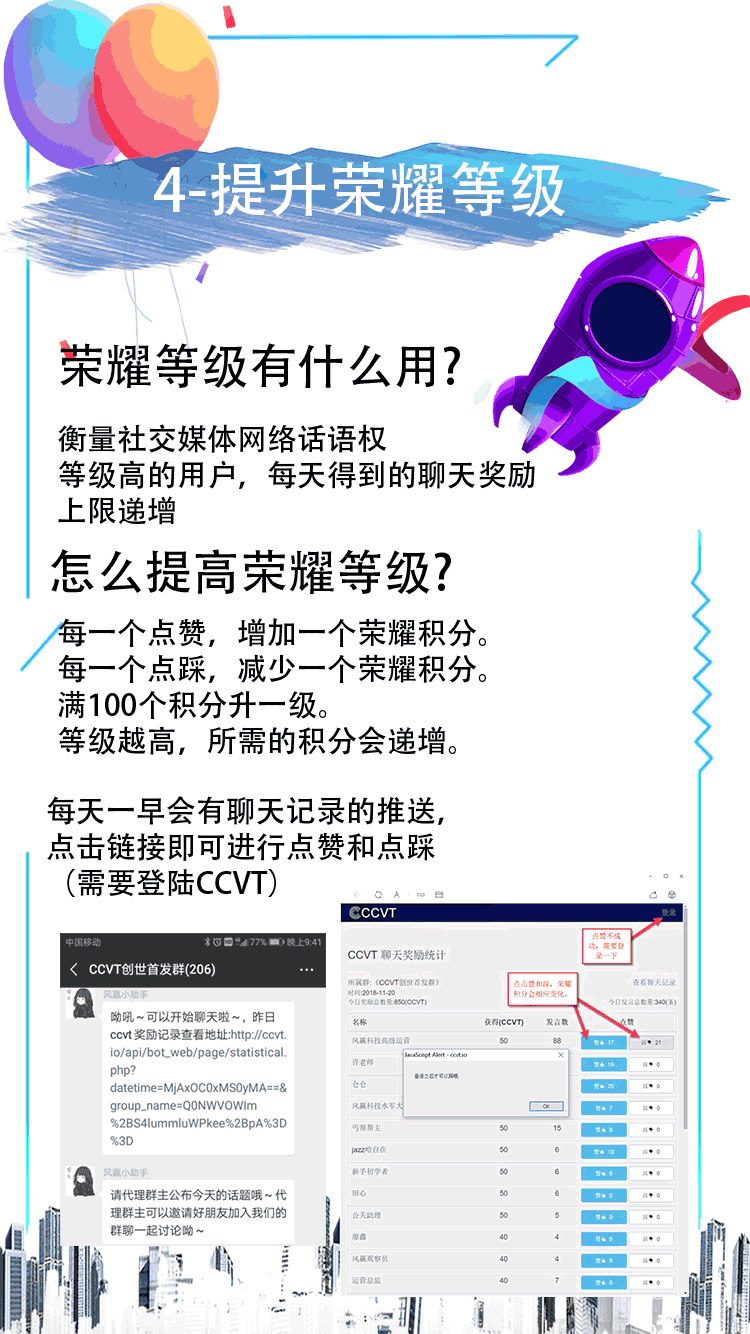 4-提升荣耀等级
荣耀等级有什么用?
衡量社交媒体网络话语权
等级高的用户，每天得到的聊天奖励
上限递增
怎么提高荣耀等级?
每一个点赞，增加一个荣耀积分。
每一个点踩，减少一个荣耀积分。
满100个积分升一级。
等级越高，所需的积分会递增。
每天一早会有聊天记录的推送，
点击链接即可进行点赞和点踩
（需要登陆CCVT）
中国移动 77% 晚上9:41
CCVT创世首发群(206)
风赢小助手
呦吼～可以开始聊天啦～，昨日
ccvt 奖励记录查看地址:http://ccvt.
io/api/bot_web/page/statistical.
php?
datetime=MjAxOC0xMS0yMA==&
group_name=Q0NWVOWIm
%2BS4lummluWPkee%2BpA%3D
%3D
风赢小助手
请代理群主公布今天的话题哦～代
理群主可以邀请好朋友加入我们的
群聊一起讨论呦～
CCVT 登录
点赞不成
功，需要登
录一下
CCVT 聊天奖励统计
点击赞和踩，荣耀
积分会相应变化。
所属群:《CCVT创世首发群》 查看聊天记录
时间:2018-11-20
今日奖励总数量:850(CCVT) 今日发言总数量:340(条)
名称 获得(CCVT) 发言数 点赞
风赢科技高级运营 50 88 赞 17 踩 21
JavaScript Alert - ccvt.io
登录之后才可以踩哦
OK
许老师 赞 15 踩 0
仑仑 赞 20 踩 0
风赢科技水军大 赞 7 踩 0
丐帮帮主 50 15 赞 9 踩 0
jazz哈自在 50 6 赞 19 踩 0
新手初学者 50 6 赞 0 踩 0
田心 50 6 赞 0 踩 0
公关助理 50 5 赞 0 踩 0
廖鑫 40 4 赞 5 踩 0
风赢观察员 40 4 赞 6 踩 0
运营总监 40 7 赞 0 踩 0